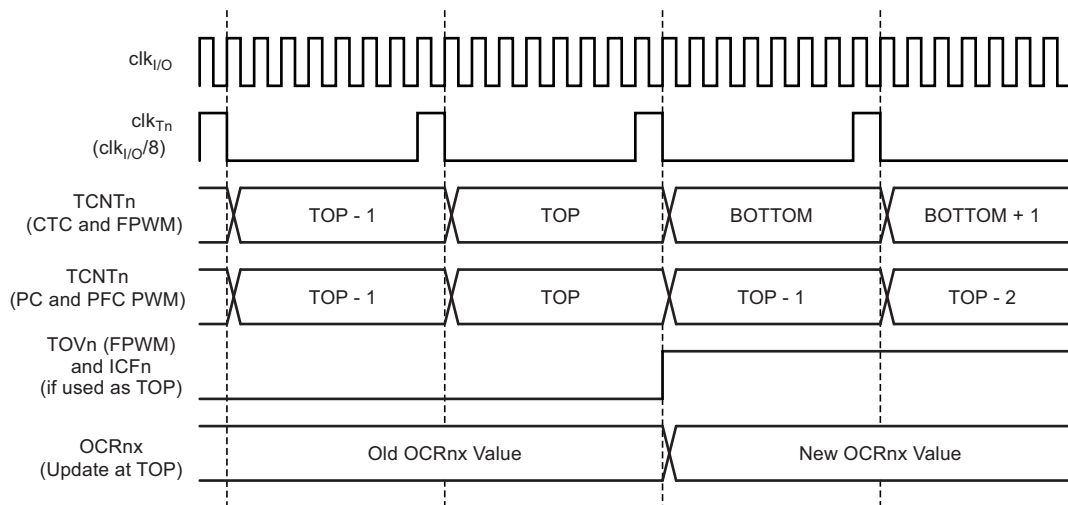 clkI/O
clkTn
(clkI/O/8)
TCNTn
(CTC and FPWM)
TOP - 1 TOP BOTTOM BOTTOM + 1
TCNTn
(PC and PFC PWM)
TOP - 1 TOP TOP - 1 TOP - 2
TOVn (FPWM)
and ICFn
(if used as TOP)
OCRnx
(Update at TOP)
Old OCRnx Value New OCRnx Value